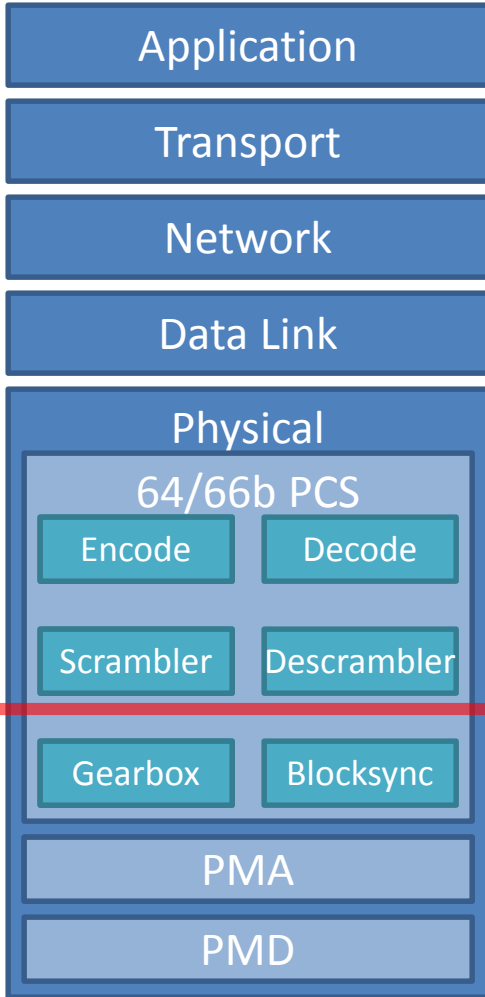 Application
Transport
Network
Data Link
Physical
64/66b PCS
Encode Decode
Scrambler Descrambler
Gearbox Blocksync
PMA
PMD